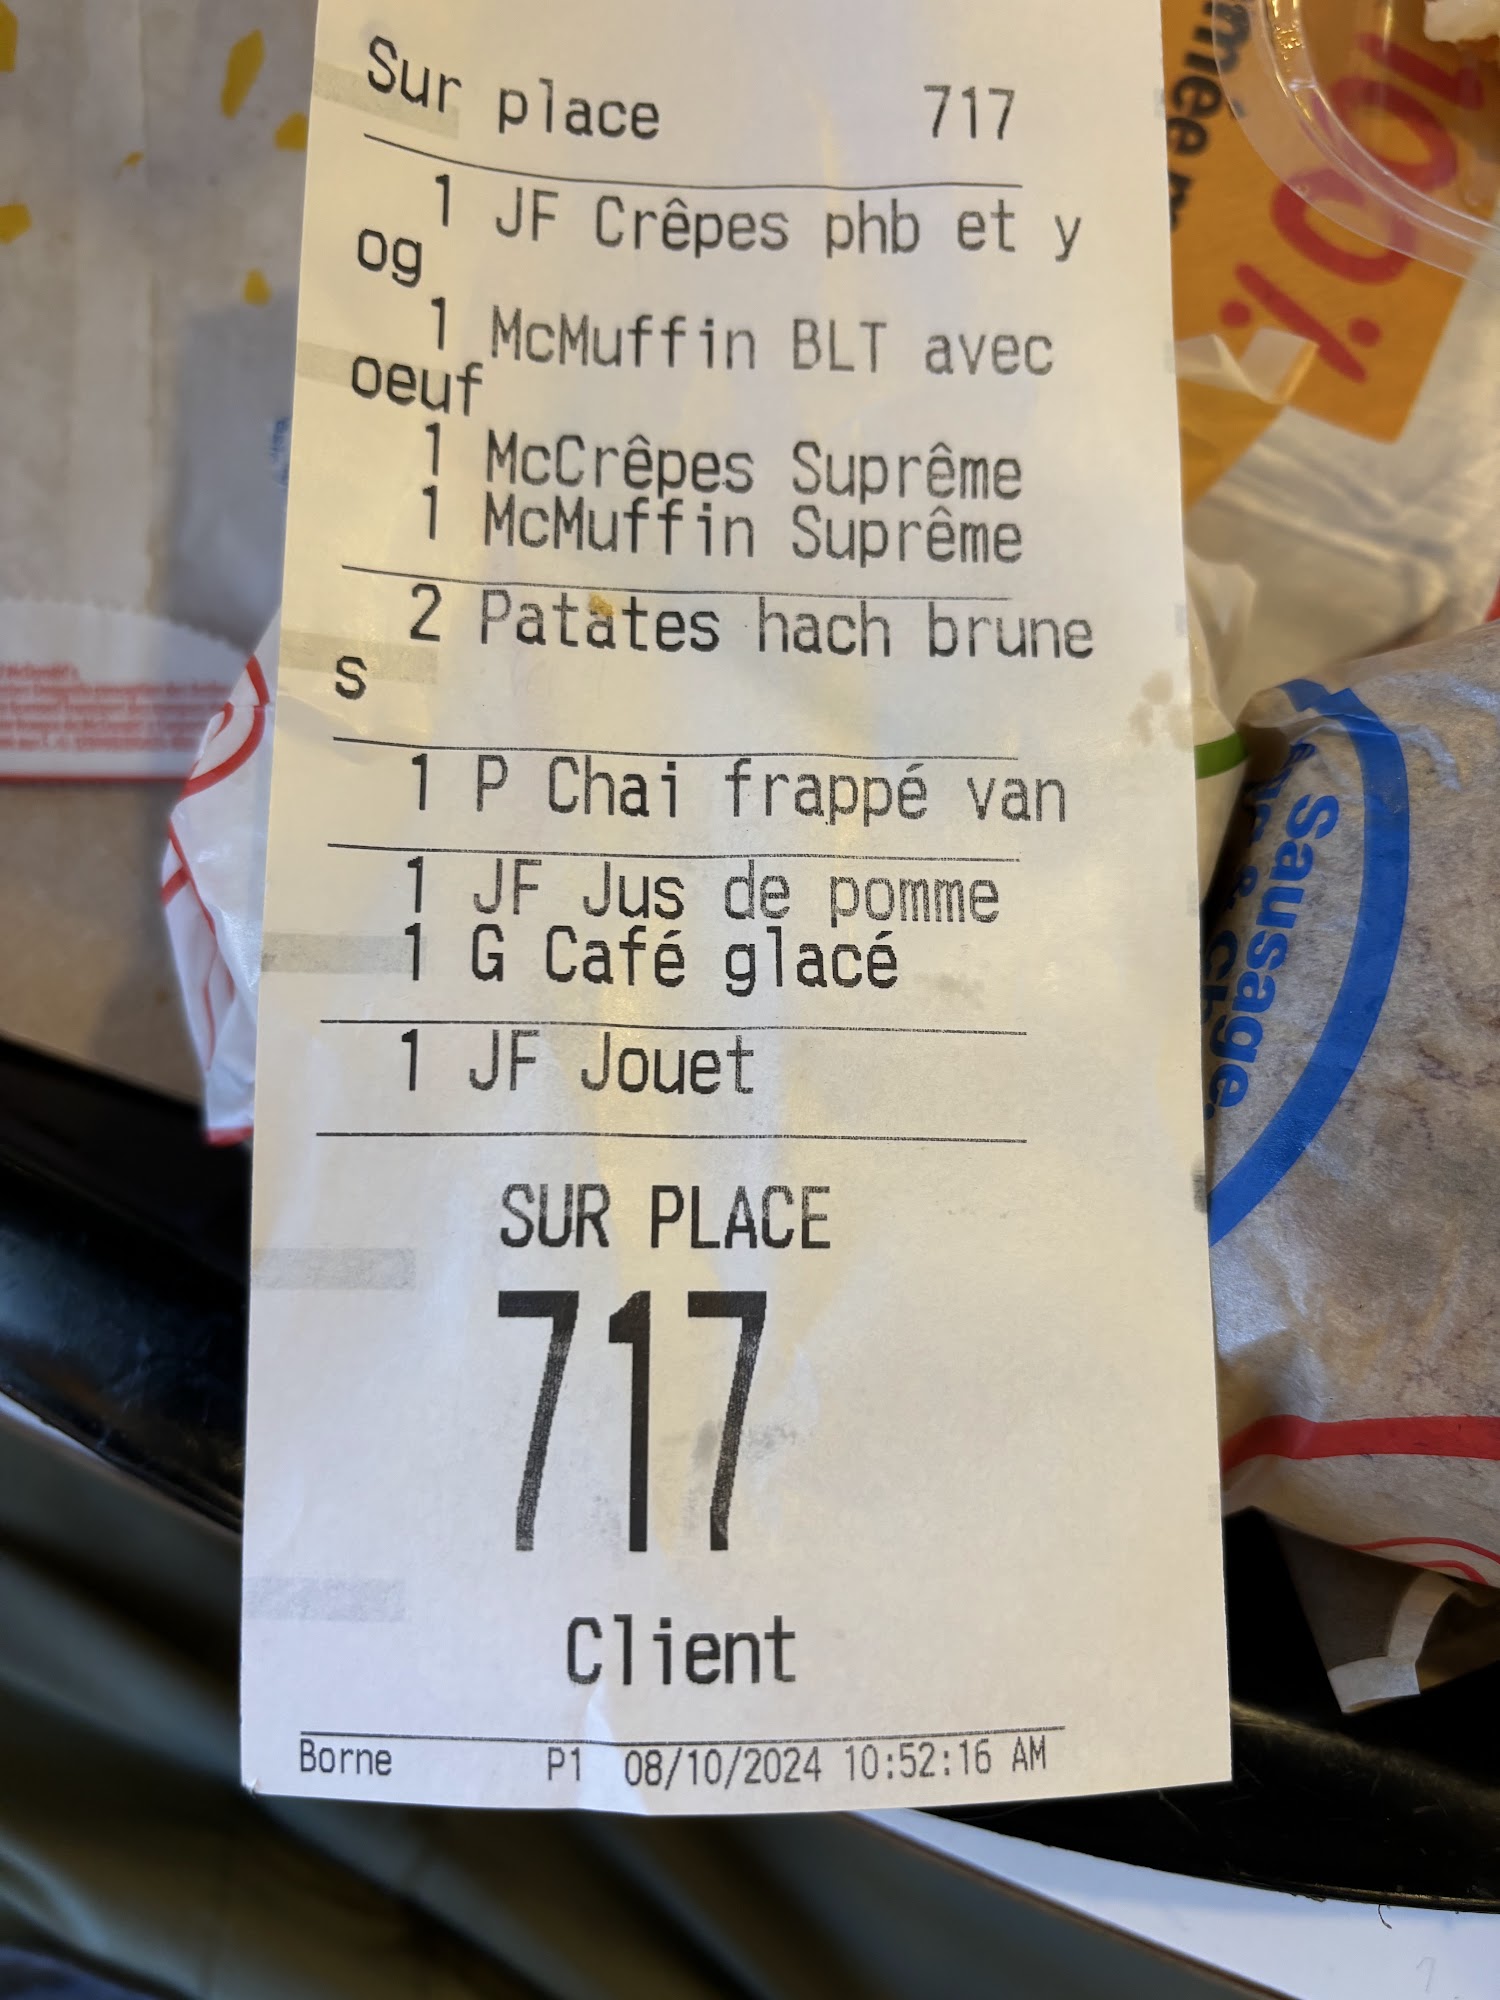 Sur place 717
1 JF Crêpes phb et y
og
1 McMuffin BLT avec
oeuf
1 McCrêpes Suprême
1 McMuffin Suprême
2 Patates hach brune
s
1 P Chai frappé van
1 JF Jus de pomme
1 G Café glacé
1 JF Jouet
SUR PLACE
717
Client
Borne P1 08/10/2024 10:52:16 AM
100%
Sausage